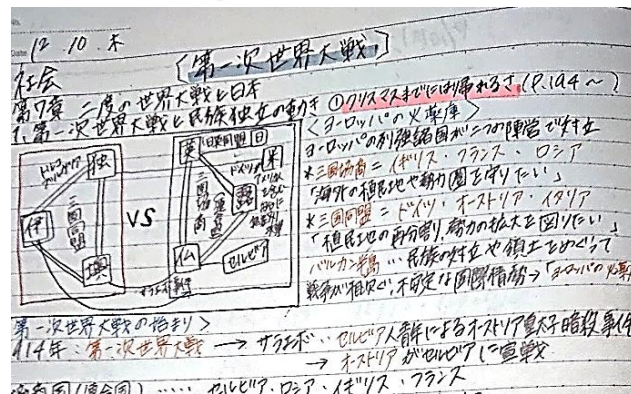 12. 10. 木
社会 〔第一次世界大戦〕
第7章 二度の世界大戦と日本
1. 第一次世界大戦と民族独立の動き ①クリスマスまでには帰れるさ (P.194~)
独
伊
墺
三国同盟
VS
英
日英同盟
日
米
露
仏
三国協商
セルビア
<ヨーロッパの火薬庫>
ヨーロッパの列強諸国が二つの陣営で対立
*三国協商=イギリス・フランス・ロシア
「海外の植民地や勢力圏を守りたい」
*三国同盟=ドイツ・オーストリア・イタリア
「植民地の再分割、勢力の拡大を図りたい」
バルカン半島…民族の対立や領土をめぐって
戦争が相次ぐ、不安定な国際情勢→「ヨーロッパの火薬
第一次世界大戦の始まり>
914年:第一次世界大戦 → サラエボ…セルビア人青年によるオーストリア皇太子暗殺事件
→ オーストリアがセルビアに宣戦
(連合国)…… セルビア・ロシア・イギリス・フランス